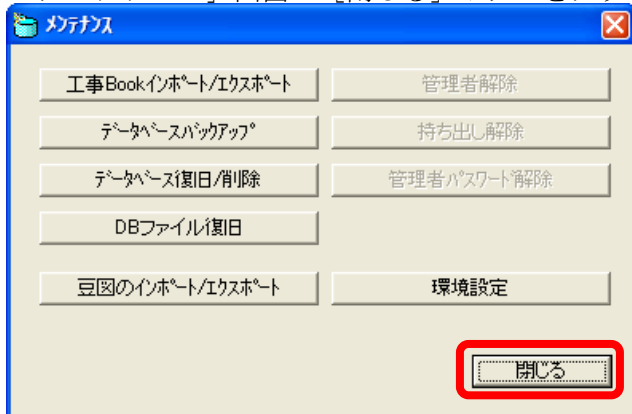 ﾒﾝﾃﾅﾝｽ
工事Bookｲﾝﾎﾟｰﾄ/ｴｸｽﾎﾟｰﾄ 管理者解除
ﾃﾞｰﾀﾍﾞｰｽﾊﾞｯｸｱｯﾌﾟ 持ち出し解除
ﾃﾞｰﾀﾍﾞｰｽ復旧/削除 管理者ﾊﾟｽﾜｰﾄﾞ解除
DBファイル復旧
豆図のｲﾝﾎﾟｰﾄ/ｴｸｽﾎﾟｰﾄ 環境設定
閉じる